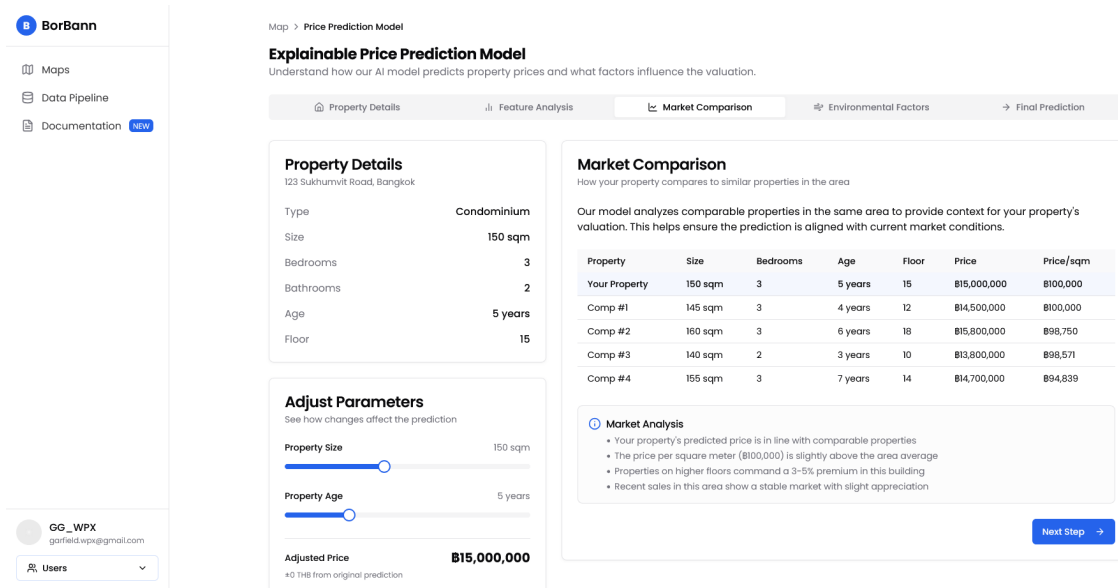 B BorBann
Maps
Data Pipeline
Documentation NEW
GG_WPX
garfield.wpx@gmail.com
Users
Map > Price Prediction Model
Explainable Price Prediction Model
Understand how our AI model predicts property prices and what factors influence the valuation.
Property Details Feature Analysis Market Comparison Environmental Factors Final Prediction
Property Details
123 Sukhumvit Road, Bangkok
Type Condominium
Size 150 sqm
Bedrooms 3
Bathrooms 2
Age 5 years
Floor 15
Adjust Parameters
See how changes affect the prediction
Property Size 150 sqm
Property Age 5 years
Adjusted Price ฿15,000,000
±0 THB from original prediction
Market Comparison
How your property compares to similar properties in the area
Our model analyzes comparable properties in the same area to provide context for your property's
valuation. This helps ensure the prediction is aligned with current market conditions.
Property Size Bedrooms Age Floor Price Price/sqm
Your Property 150 sqm 3 5 years 15 ฿15,000,000 ฿100,000
Comp #1 145 sqm 3 4 years 12 ฿14,500,000 ฿100,000
Comp #2 160 sqm 3 6 years 18 ฿15,800,000 ฿98,750
Comp #3 140 sqm 2 3 years 10 ฿13,800,000 ฿98,571
Comp #4 155 sqm 3 7 years 14 ฿14,700,000 ฿94,839
Market Analysis
• Your property's predicted price is in line with comparable properties
• The price per square meter (฿100,000) is slightly above the area average
• Properties on higher floors command a 3-5% premium in this building
• Recent sales in this area show a stable market with slight appreciation
Next Step →